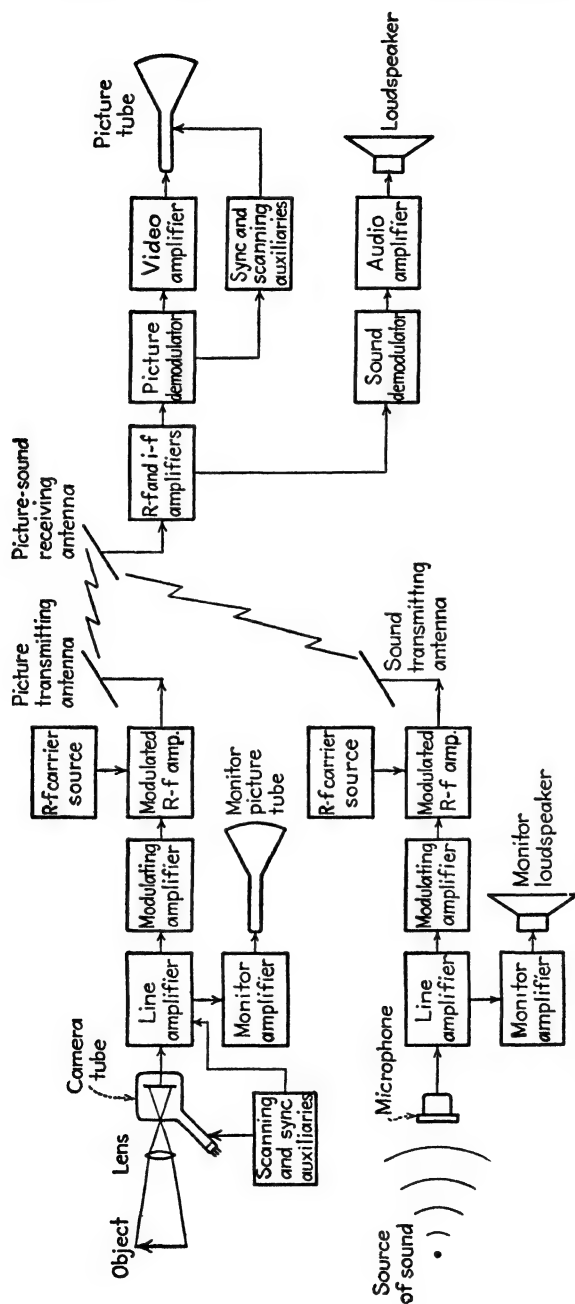 Object
Lens
Camera
tube
Scanning
and sync
auxiliaries
Line
amplifier
Monitor
amplifier
Modulating
amplifier
Monitor
picture
tube
R-f carrier
source
Modulated
R-f amp.
Picture
transmitting
antenna
Picture-sound
receiving
antenna
R-f and i-f
amplifiers
Picture
demodulator
Video
amplifier
Picture
tube
Sync and
scanning
auxiliaries
Sound
demodulator
Audio
amplifier
Loudspeaker
Source
of sound
Microphone
Line
amplifier
Monitor
amplifier
Modulating
amplifier
Monitor
loudspeaker
R-f carrier
source
Modulated
R-f amp.
Sound
transmitting
antenna